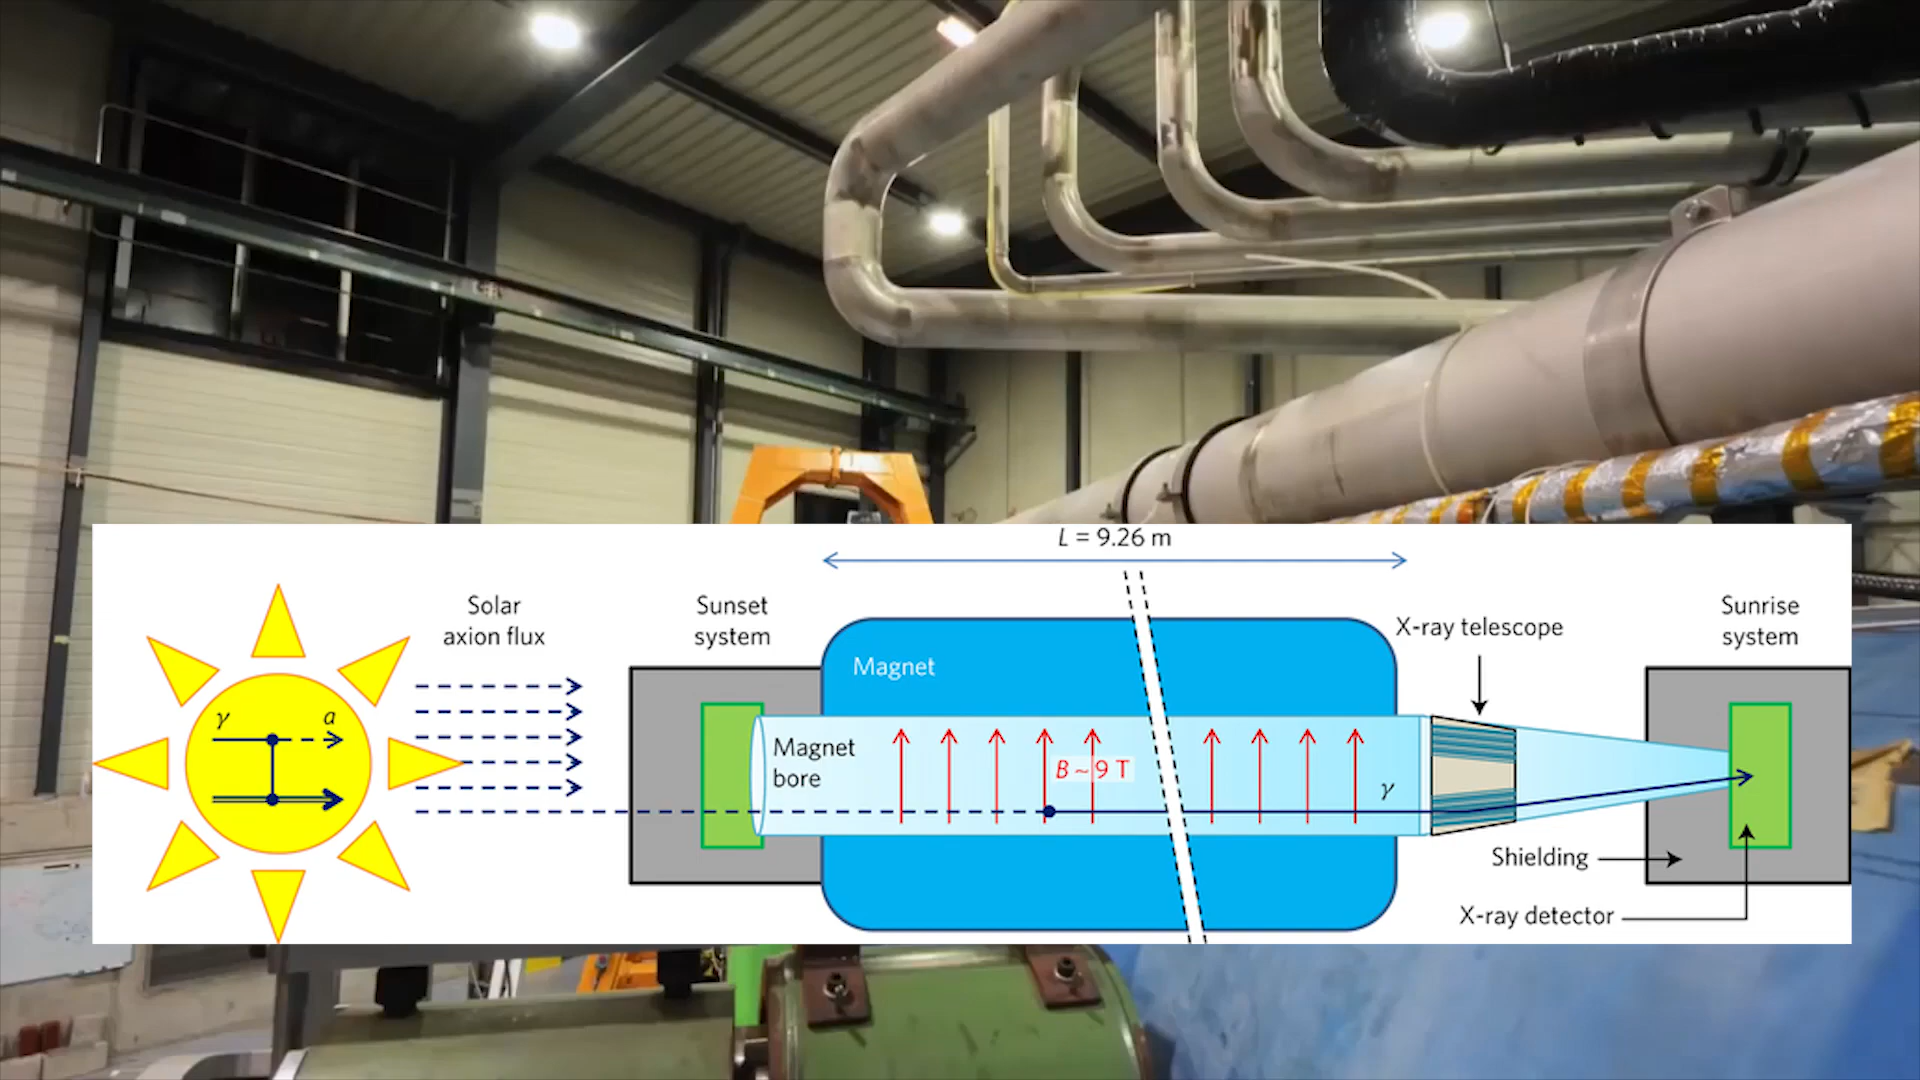 L = 9.26 m
Solar
axion flux
Sunset
system
Sunrise
system
X-ray telescope
Magnet
γ
a
Magnet
bore
B ~ 9 T
γ
Shielding
X-ray detector